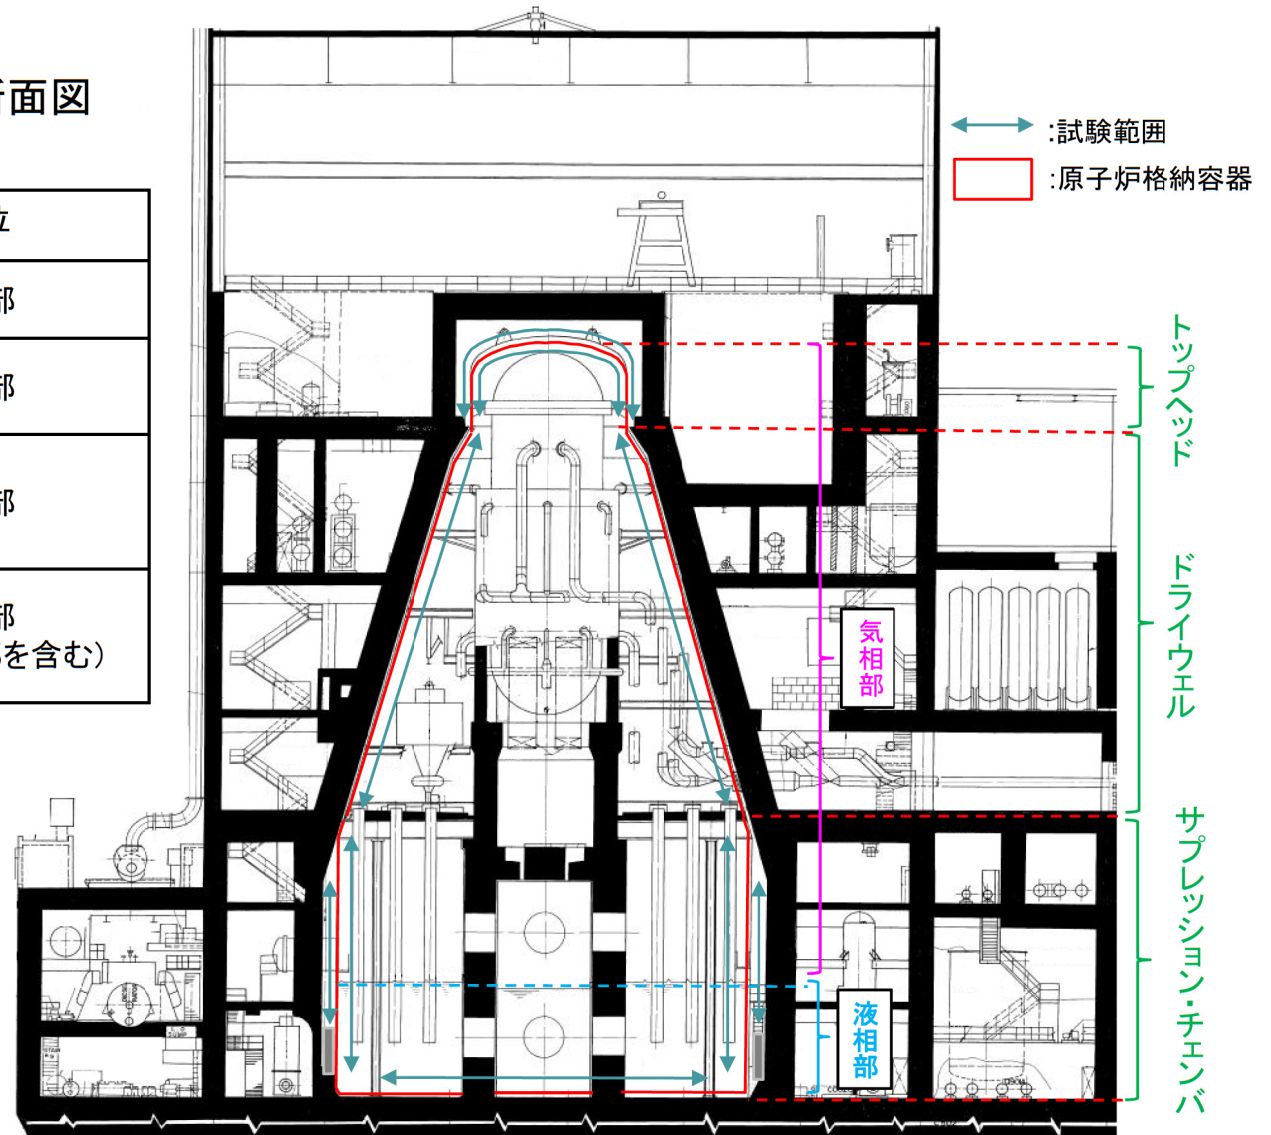 面図
:試験範囲
:原子炉格納容器
位
部
部
部
部
を含む）
トップヘッド
ドライウェル
サプレッション・チェンバ
気相部
液相部